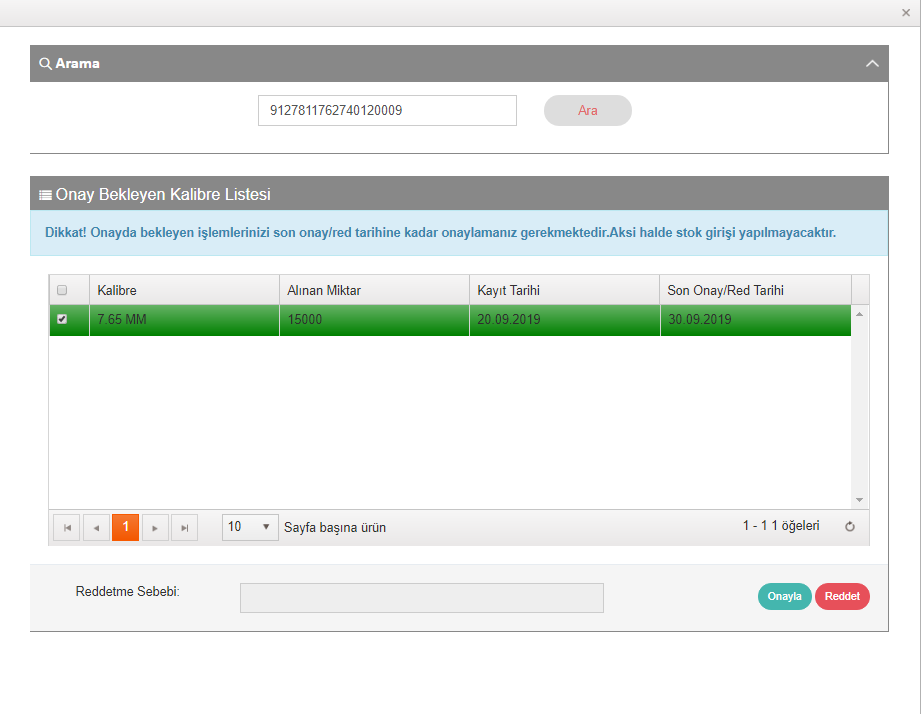 ×
Arama
9127811762740120009
Ara
Onay Bekleyen Kalibre Listesi
Dikkat! Onayda bekleyen işlemlerinizi son onay/red tarihine kadar onaylamanız gerekmektedir.Aksi halde stok girişi yapılmayacaktır.
Kalibre Alınan Miktar Kayıt Tarihi Son Onay/Red Tarihi
7.65 MM 15000 20.09.2019 30.09.2019
1 10 Sayfa başına ürün 1 - 1 1 öğeleri
Reddetme Sebebi: Onayla Reddet